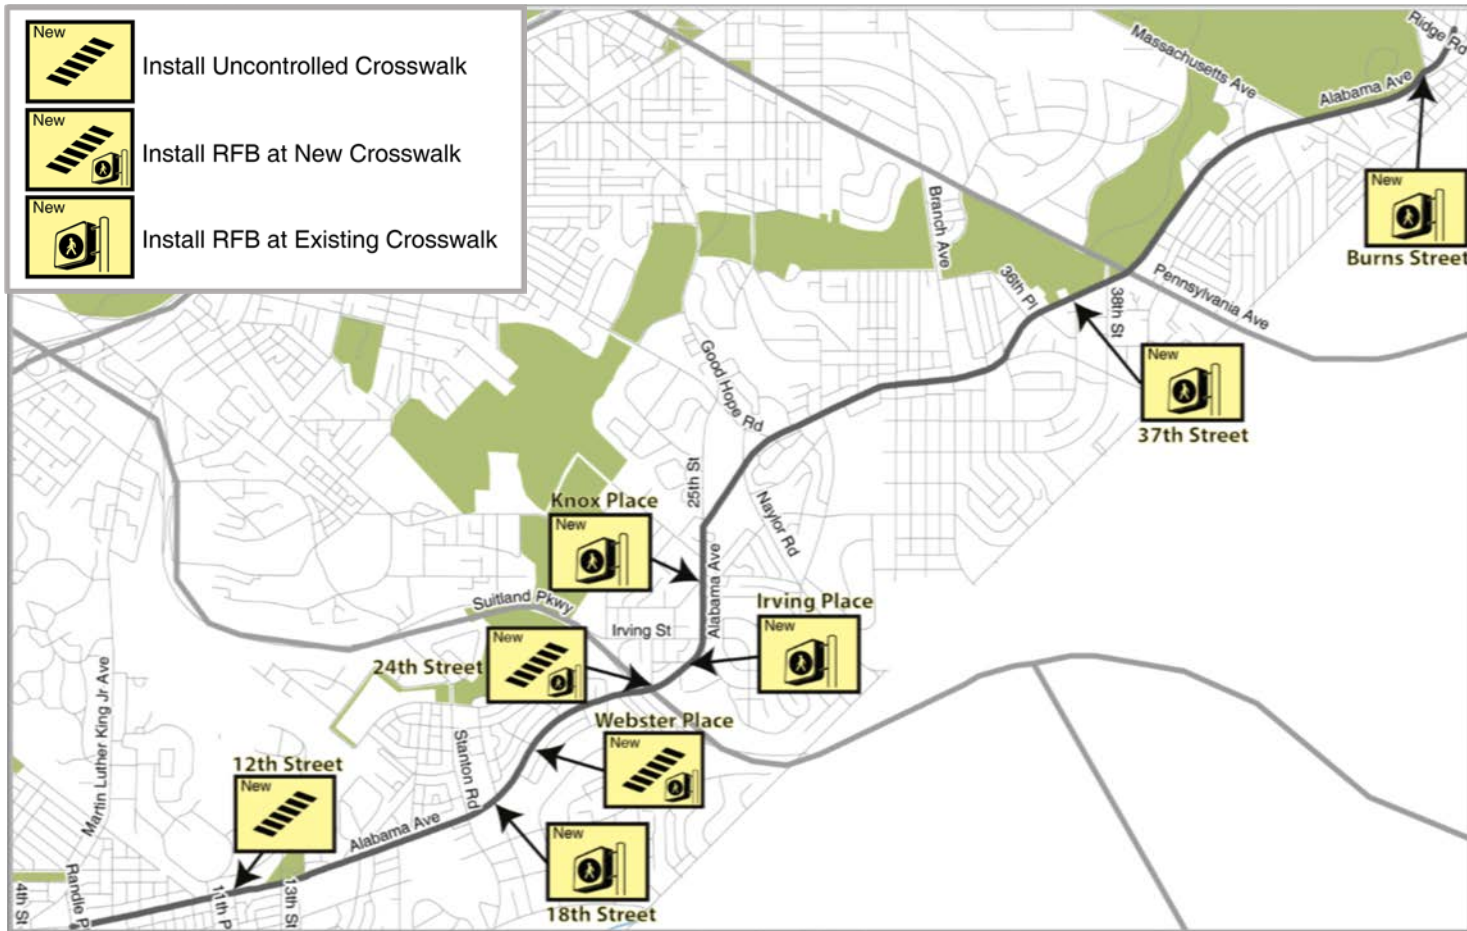 New
Install Uncontrolled Crosswalk
New
Install RFB at New Crosswalk
New
Install RFB at Existing Crosswalk
Ridge Rd
Massachusetts Ave
Alabama Ave
New
Burns Street
Branch Ave
36th Pl
38th St
Pennsylvania Ave
New
37th Street
Good Hope Rd
25th St
Naylor Rd
Knox Place
New
Alabama Ave
Suitland Pkwy
Irving St
Irving Place
New
24th Street
New
Webster Place
New
Stanton Rd
Martin Luther King Jr Ave
12th Street
New
Alabama Ave
New
18th Street
4th St
Randle P
11th P
13th St